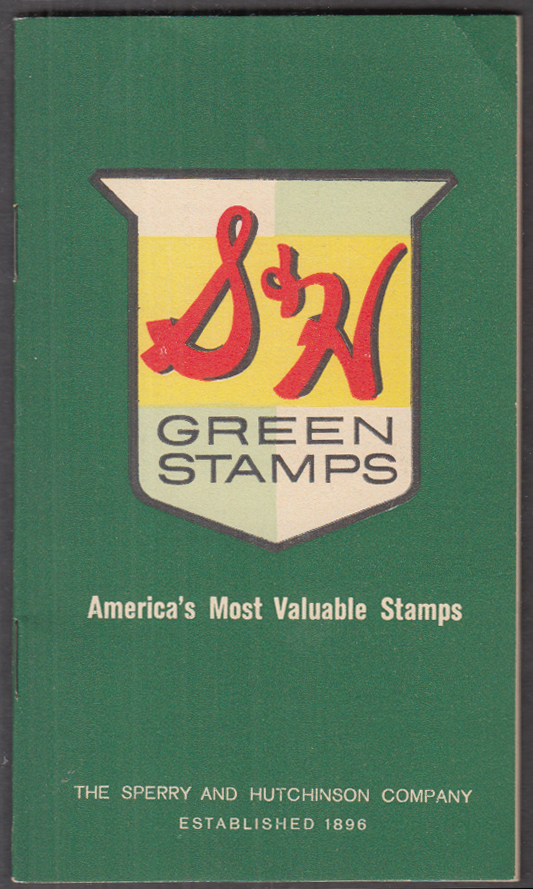 S&H
GREEN
STAMPS
America's Most Valuable Stamps
THE SPERRY AND HUTCHINSON COMPANY
ESTABLISHED 1896